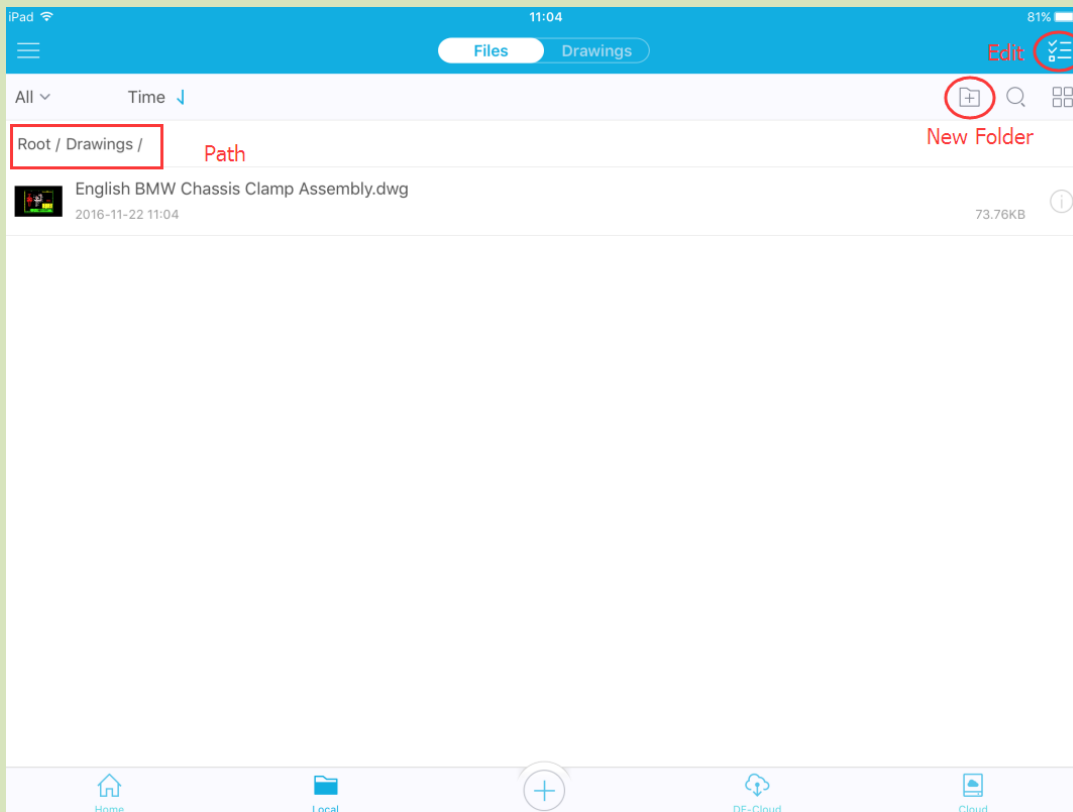 iPad 11:04 81%
Files Drawings Edit
All Time
New Folder
Root / Drawings / Path
English BMW Chassis Clamp Assembly.dwg
2016-11-22 11:04 73.76KB
Home Local DF-Cloud Cloud